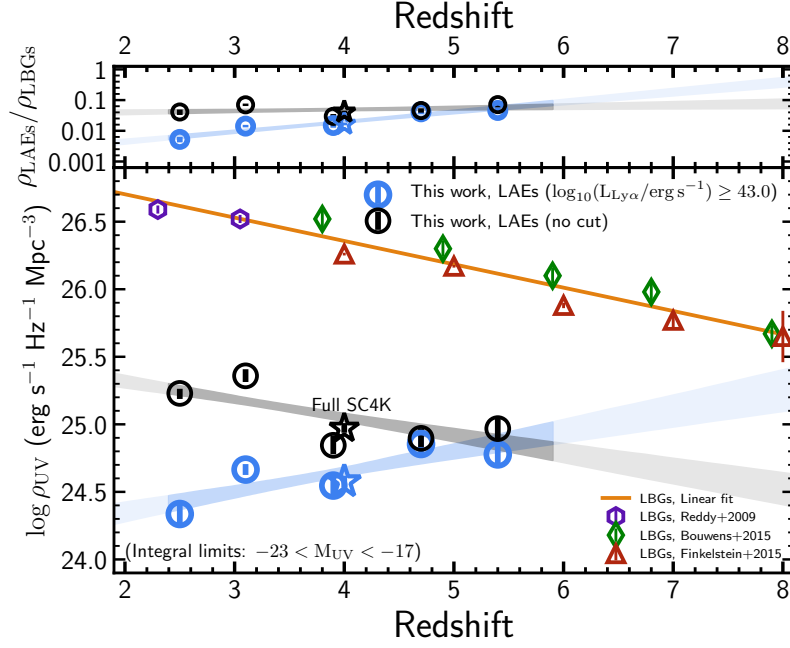 Redshift
2 3 4 5 6 7 8
1
0.1
0.01
0.001
ρLAEs/ρLBGs
This work, LAEs (log₁₀(L_Lyα/erg s⁻¹) ≥ 43.0)
This work, LAEs (no cut)
26.5
26.0
25.5
25.0
24.5
24.0
log ρUV (erg s⁻¹ Hz⁻¹ Mpc⁻³)
Full SC4K
LBGs, Linear fit
LBGs, Reddy+2009
LBGs, Bouwens+2015
LBGs, Finkelstein+2015
(Integral limits: −23 < M_UV < −17)
2 3 4 5 6 7 8
Redshift